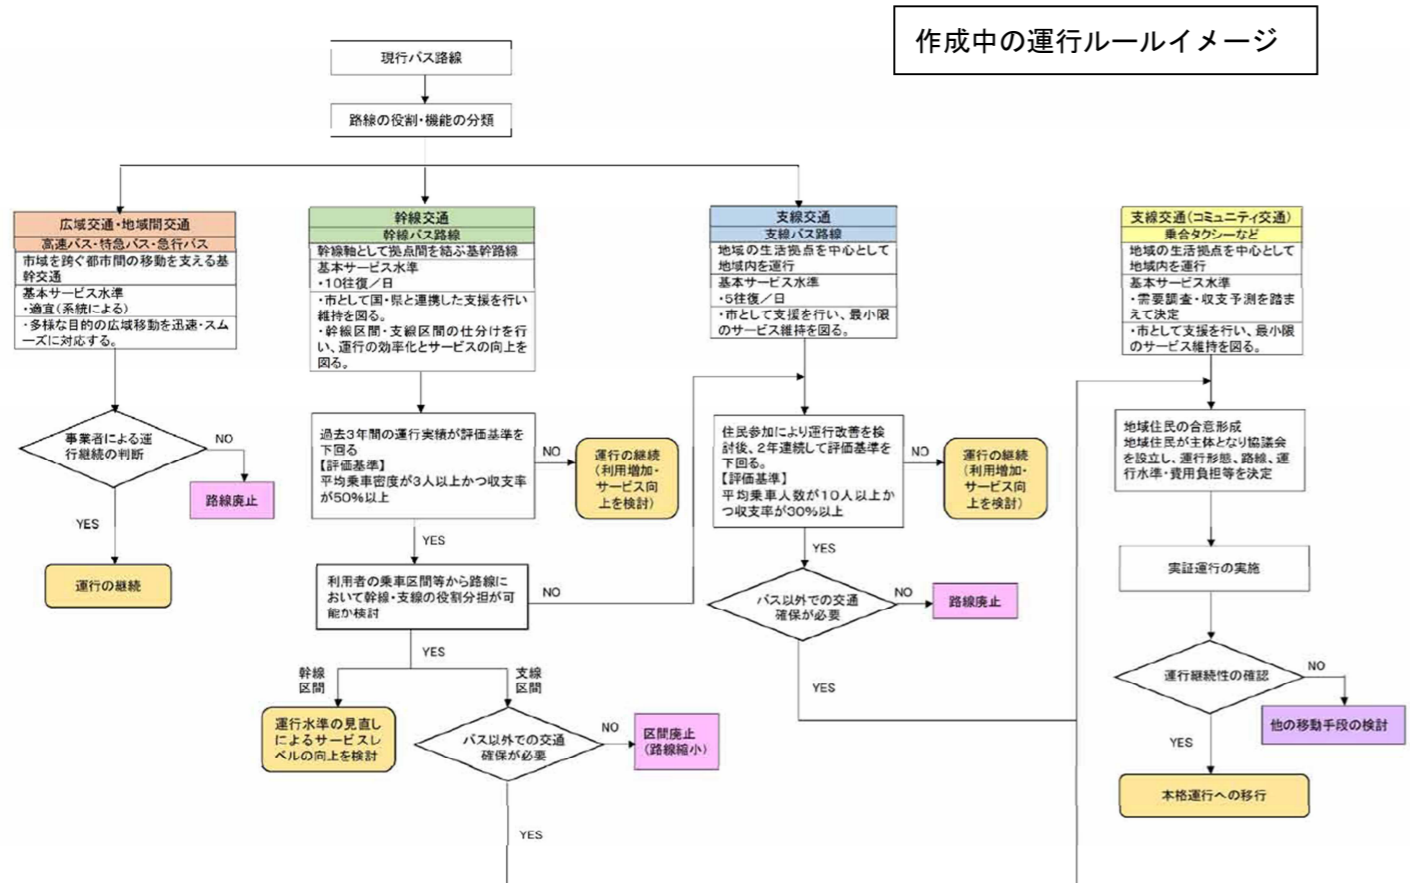 作成中の運行ルールイメージ
現行バス路線
路線の役割・機能の分類
広域交通・地域間交通
高速バス・特急バス・急行バス
市域を跨ぐ都市間の移動を支える基
幹交通
基本サービス水準
・適宜(系統による)
・多様な目的の広域移動を迅速・スム
ーズに対応する。
事業者による運
行継続の判断
NO
路線廃止
YES
運行の継続
幹線交通
幹線バス路線
幹線軸として拠点間を結ぶ基幹路線
基本サービス水準
・10往復/日
・市として国・県と連携した支援を行い
維持を図る。
・幹線区間・支線区間の仕分けを行
い、運行の効率化とサービスの向上を
図る。
過去3年間の運行実績が評価基準を
下回る
【評価基準】
平均乗車密度が3人以上かつ収支率
が50%以上
NO
運行の継続
(利用増加・
サービス向
上を検討)
YES
利用者の乗車区間等から路線に
おいて幹線・支線の役割分担が可
能か検討
NO
YES
幹線
区間
支線
区間
運行水準の見直し
によるサービスレ
ベルの向上を検討
バス以外での交通
確保が必要
NO
区間廃止
(路線縮小)
YES
支線交通
支線バス路線
地域の生活拠点を中心として
地域内を運行
基本サービス水準
・5往復/日
・市として支援を行い、最小限
のサービス維持を図る。
住民参加により運行改善を検
討後、2年連続して評価基準を
下回る。
【評価基準】
平均乗車人数が10人以上か
つ収支率が30%以上
NO
運行の継続
(利用増加・
サービス向
上を検討)
YES
バス以外での交通
確保が必要
NO
路線廃止
YES
支線交通(コミュニティ交通)
乗合タクシーなど
地域の生活拠点を中心として
地域内を運行
基本サービス水準
・需要調査・収支予測を踏ま
えて決定
・市として支援を行い、最小限
のサービス維持を図る。
地域住民の合意形成
地域住民が主体となり協議会
を設立し、運行形態、路線、運
行水準・費用負担等を決定
実証運行の実施
運行継続性の確認
NO
他の移動手段の検討
YES
本格運行への移行